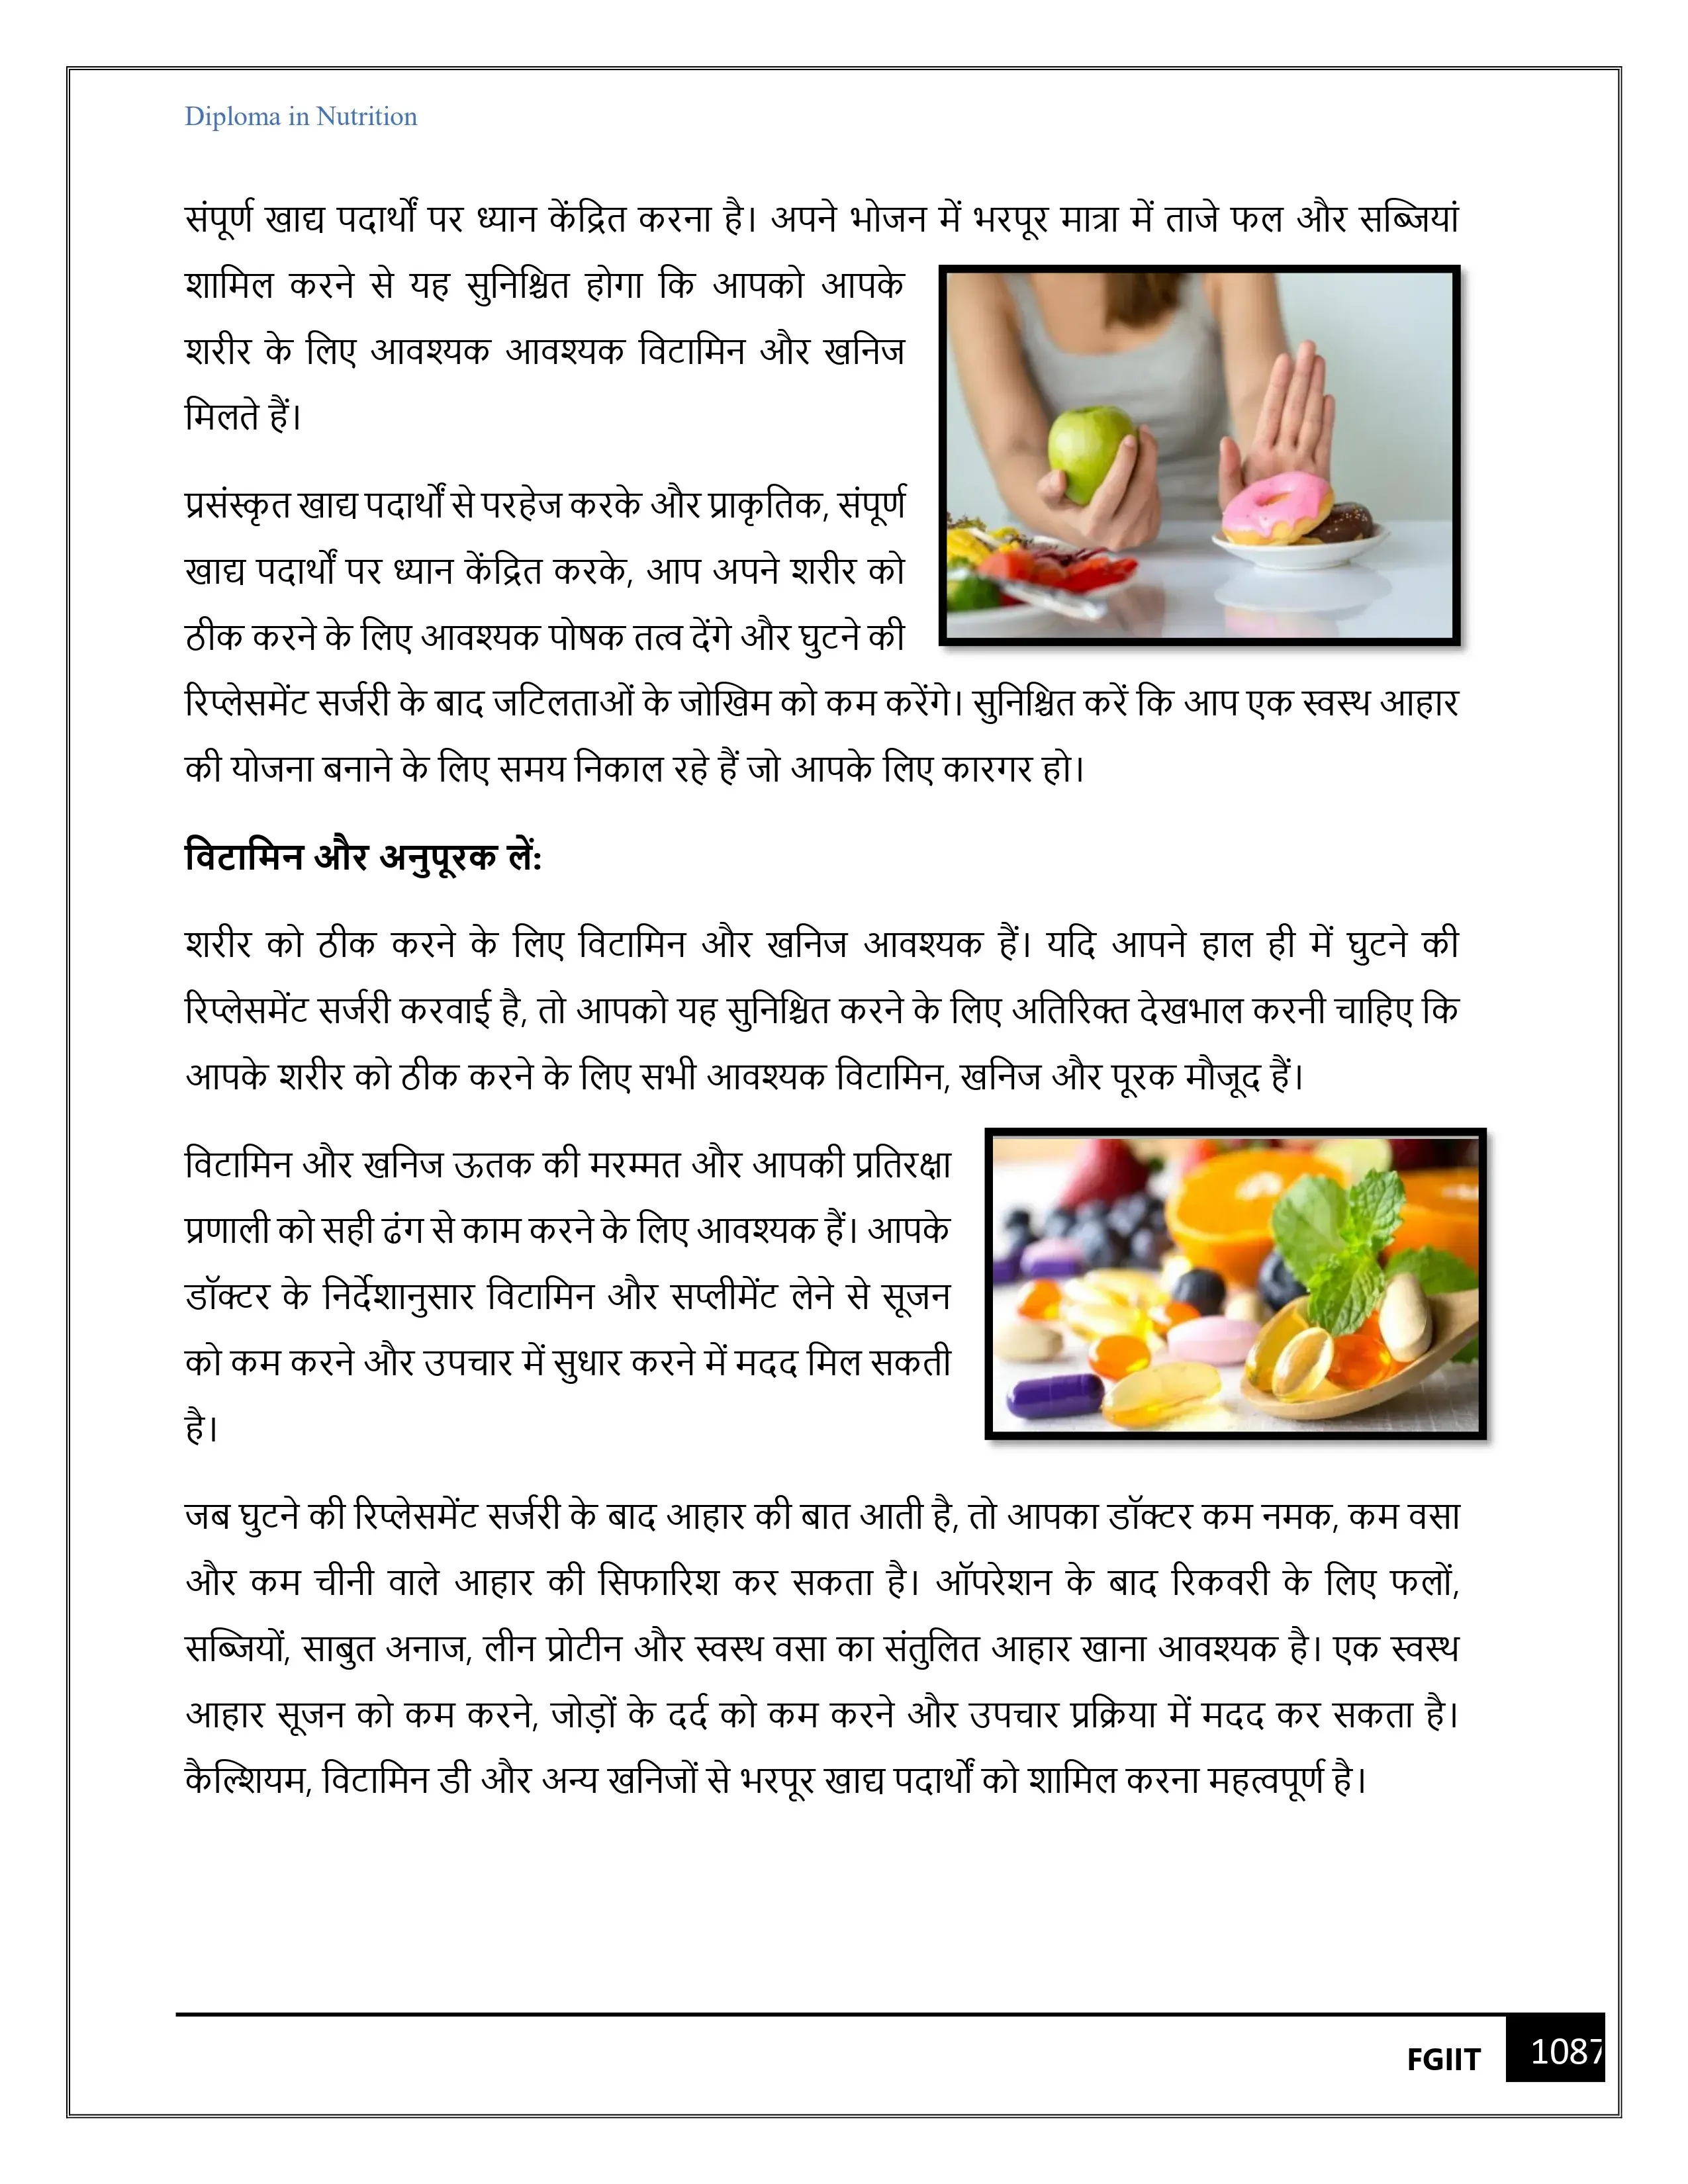 Diploma in Nutrition
संपूर्ण खाद्य पदार्थों पर ध्यान केंद्रित करना है। अपने भोजन में भरपूर मात्रा में ताजे फल और सब्जियां
शामिल करने से यह सुनिश्चित होगा कि आपको आपके
शरीर के लिए आवश्यक आवश्यक विटामिन और खनिज
मिलते हैं।
प्रसंस्कृत खाद्य पदार्थों से परहेज करके और प्राकृतिक, संपूर्ण
खाद्य पदार्थों पर ध्यान केंद्रित करके, आप अपने शरीर को
ठीक करने के लिए आवश्यक पोषक तत्व देंगे और घुटने की
रिप्लेसमेंट सर्जरी के बाद जटिलताओं के जोखिम को कम करेंगे। सुनिश्चित करें कि आप एक स्वस्थ आहार
की योजना बनाने के लिए समय निकाल रहे हैं जो आपके लिए कारगर हो।
विटामिन और अनुपूरक लें:
शरीर को ठीक करने के लिए विटामिन और खनिज आवश्यक हैं। यदि आपने हाल ही में घुटने की
रिप्लेसमेंट सर्जरी करवाई है, तो आपको यह सुनिश्चित करने के लिए अतिरिक्त देखभाल करनी चाहिए कि
आपके शरीर को ठीक करने के लिए सभी आवश्यक विटामिन, खनिज और पूरक मौजूद हैं।
विटामिन और खनिज ऊतक की मरम्मत और आपकी प्रतिरक्षा
प्रणाली को सही ढंग से काम करने के लिए आवश्यक हैं। आपके
डॉक्टर के निर्देशानुसार विटामिन और सप्लीमेंट लेने से सूजन
को कम करने और उपचार में सुधार करने में मदद मिल सकती
है।
जब घुटने की रिप्लेसमेंट सर्जरी के बाद आहार की बात आती है, तो आपका डॉक्टर कम नमक, कम वसा
और कम चीनी वाले आहार की सिफारिश कर सकता है। ऑपरेशन के बाद रिकवरी के लिए फलों,
सब्जियों, साबुत अनाज, लीन प्रोटीन और स्वस्थ वसा का संतुलित आहार खाना आवश्यक है। एक स्वस्थ
आहार सूजन को कम करने, जोड़ों के दर्द को कम करने और उपचार प्रक्रिया में मदद कर सकता है।
कैल्शियम, विटामिन डी और अन्य खनिजों से भरपूर खाद्य पदार्थों को शामिल करना महत्वपूर्ण है।
FGIIT 1087